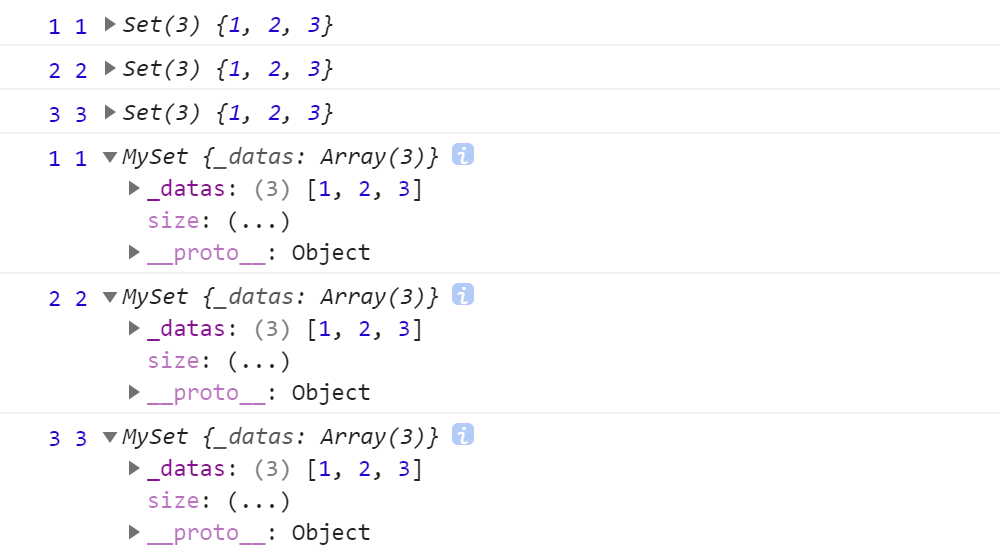 1 1 ▶ Set(3) {1, 2, 3}
2 2 ▶ Set(3) {1, 2, 3}
3 3 ▶ Set(3) {1, 2, 3}
1 1 ▼ MySet {_datas: Array(3)} i
▶ _datas: (3) [1, 2, 3]
size: (...)
▶ __proto__: Object
2 2 ▼ MySet {_datas: Array(3)} i
▶ _datas: (3) [1, 2, 3]
size: (...)
▶ __proto__: Object
3 3 ▼ MySet {_datas: Array(3)} i
▶ _datas: (3) [1, 2, 3]
size: (...)
▶ __proto__: Object